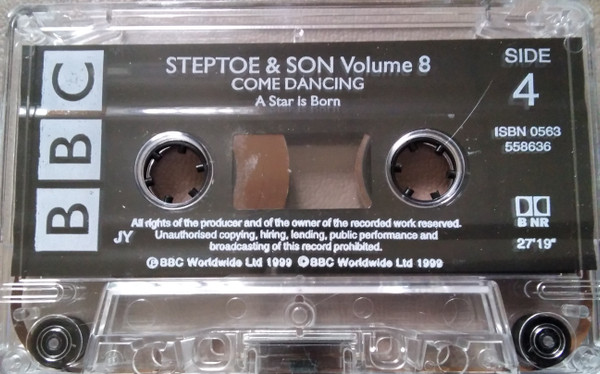 BBC
STEPTOE & SON Volume 8
COME DANCING
A Star is Born
SIDE
4
ISBN 0563
558636
B NR
27'19"
All rights of the producer and of the owner of the recorded work reserved.
Unauthorised copying, hiring, lending, public performance and
broadcasting of this record prohibited.
JY
℗ BBC Worldwide Ltd 1999 © BBC Worldwide Ltd 1999